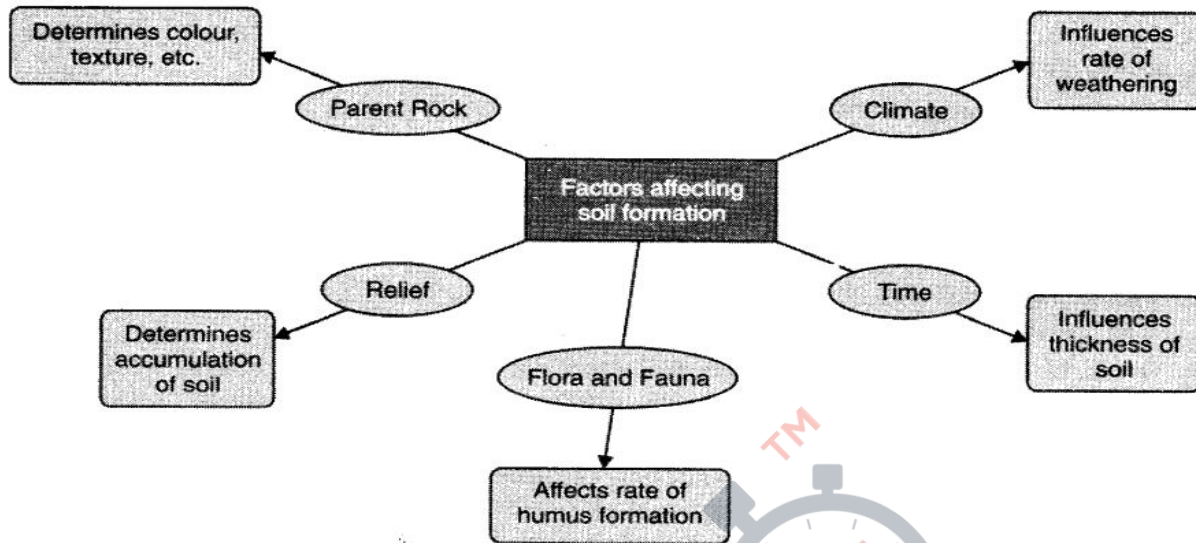 Determines colour,
texture, etc.
Parent Rock
Influences
rate of
weathering
Climate
Factors affecting
soil formation
Relief
Determines
accumulation
of soil
Time
Influences
thickness of
soil
Flora and Fauna
Affects rate of
humus formation
TM